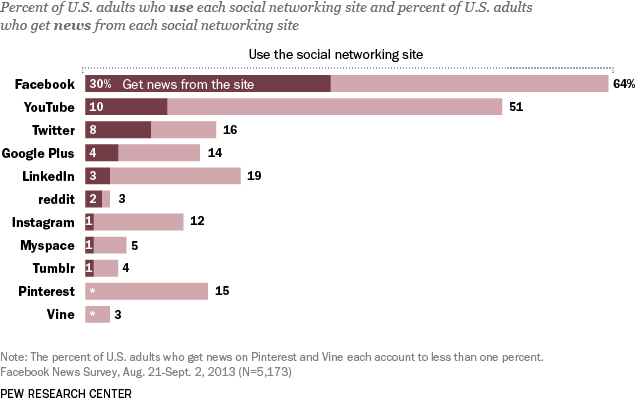 Percent of U.S. adults who use each social networking site and percent of U.S. adults
who get news from each social networking site
Use the social networking site
Facebook 30% Get news from the site 64%
YouTube 10 51
Twitter 8 16
Google Plus 4 14
LinkedIn 3 19
reddit 2 3
Instagram 1 12
Myspace 1 5
Tumblr 1 4
Pinterest * 15
Vine * 3
Note: The percent of U.S. adults who get news on Pinterest and Vine each account to less than one percent.
Facebook News Survey, Aug. 21-Sept. 2, 2013 (N=5,173)
PEW RESEARCH CENTER